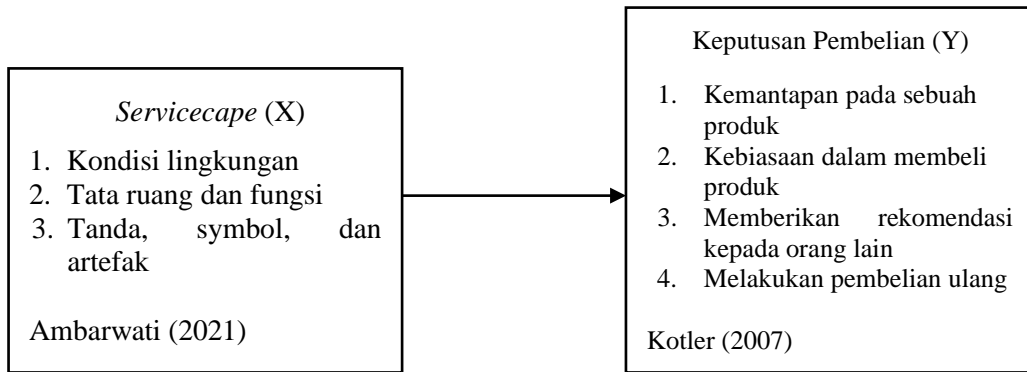 Servicecape (X)
1. Kondisi lingkungan
2. Tata ruang dan fungsi
3. Tanda, symbol, dan
artefak
Ambarwati (2021)
Keputusan Pembelian (Y)
1. Kemantapan pada sebuah
produk
2. Kebiasaan dalam membeli
produk
3. Memberikan rekomendasi
kepada orang lain
4. Melakukan pembelian ulang
Kotler (2007)